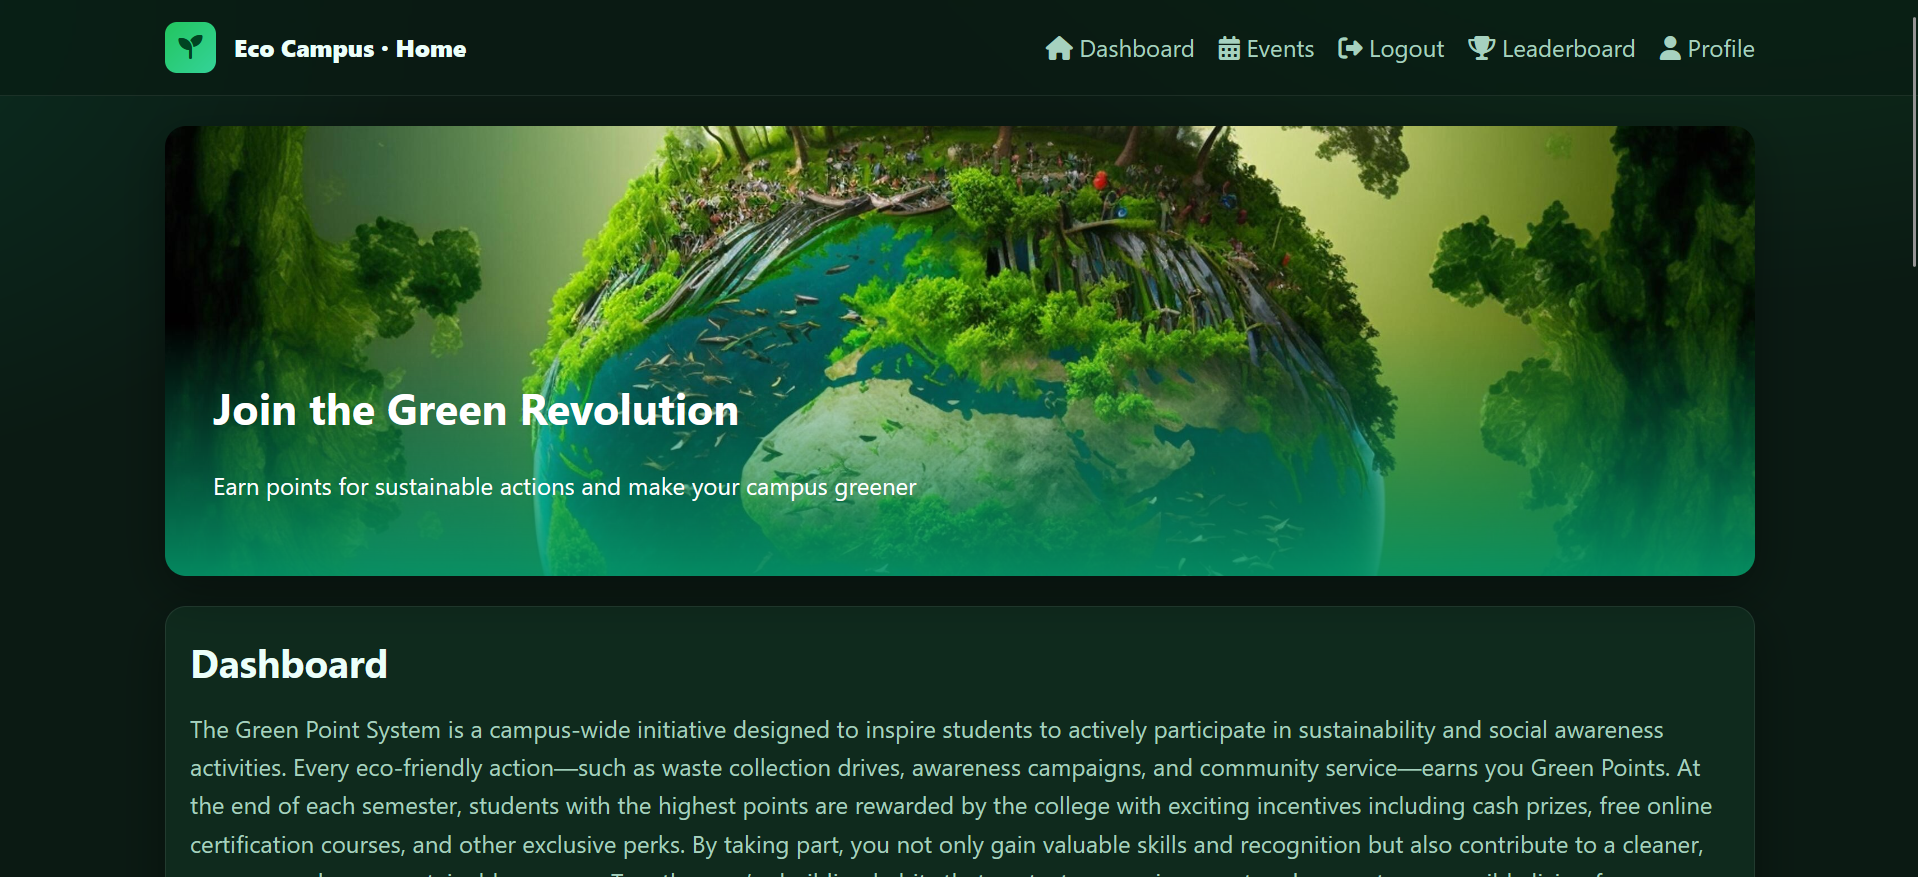 Eco Campus · Home
Dashboard
Events
Logout
Leaderboard
Profile
Join the Green Revolution
Earn points for sustainable actions and make your campus greener
Dashboard
The Green Point System is a campus-wide initiative designed to inspire students to actively participate in sustainability and social awareness
activities. Every eco-friendly action—such as waste collection drives, awareness campaigns, and community service—earns you Green Points. At
the end of each semester, students with the highest points are rewarded by the college with exciting incentives including cash prizes, free online
certification courses, and other exclusive perks. By taking part, you not only gain valuable skills and recognition but also contribute to a cleaner,